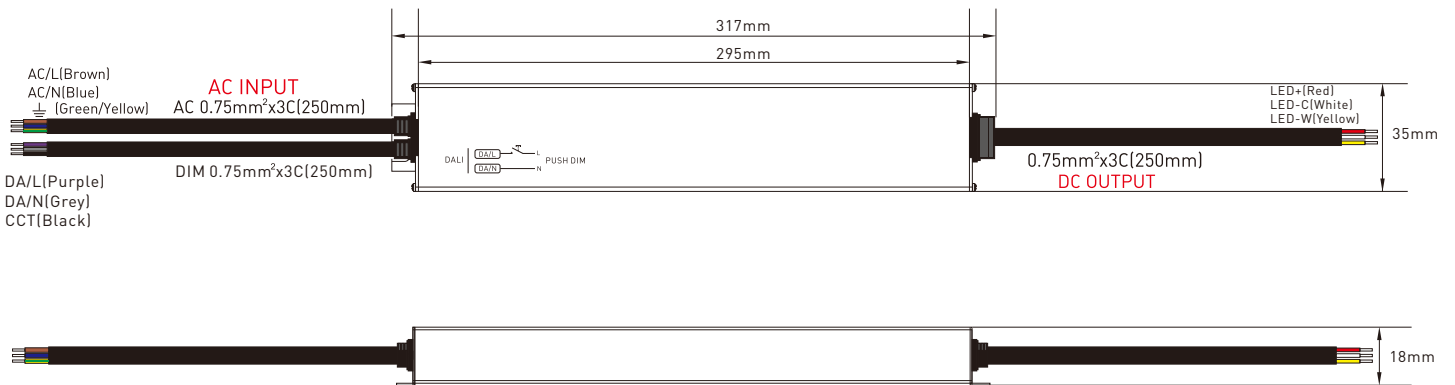 317mm
295mm
AC/L(Brown)
AC/N(Blue)
(Green/Yellow)
AC INPUT
AC 0.75mm²x3C(250mm)
DIM 0.75mm²x3C(250mm)
DA/L(Purple)
DA/N(Grey)
CCT(Black)
DALI
DA/L
L
PUSH DIM
DA/N
N
LED+(Red)
LED-C(White)
LED-W(Yellow)
35mm
0.75mm²x3C(250mm)
DC OUTPUT
18mm